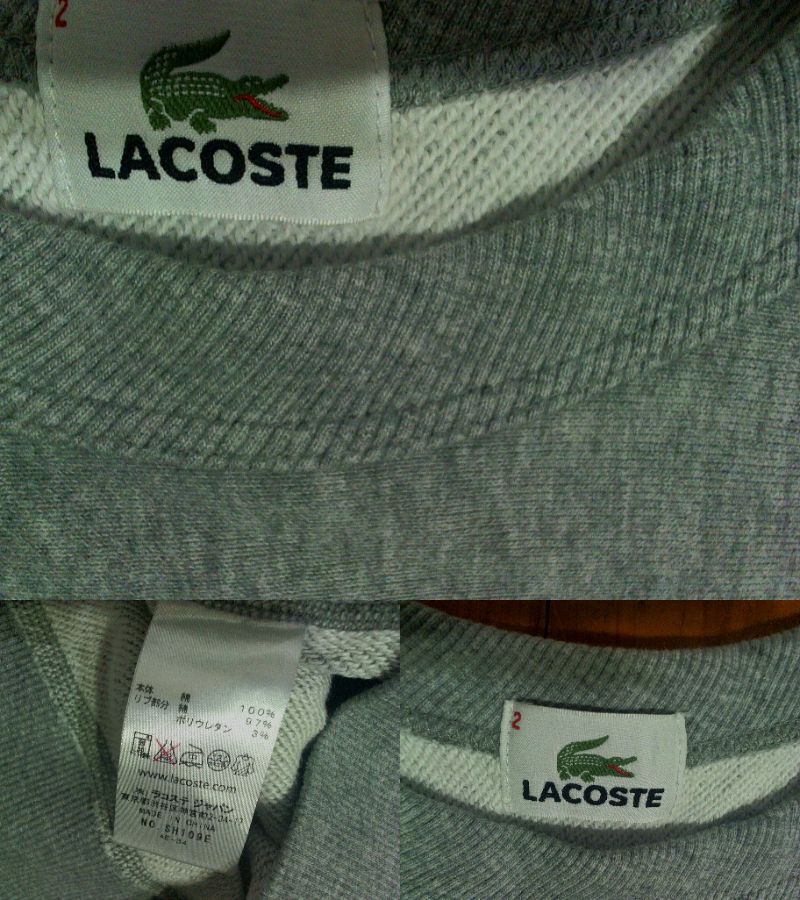 2
LACOSTE
本体 綿 100%
リブ部分 綿 97%
ポリウレタン 3%
www.lacoste.com
㈱ ラコステ ジャパン
MADE IN CHINA
NO SH109E
2
LACOSTE